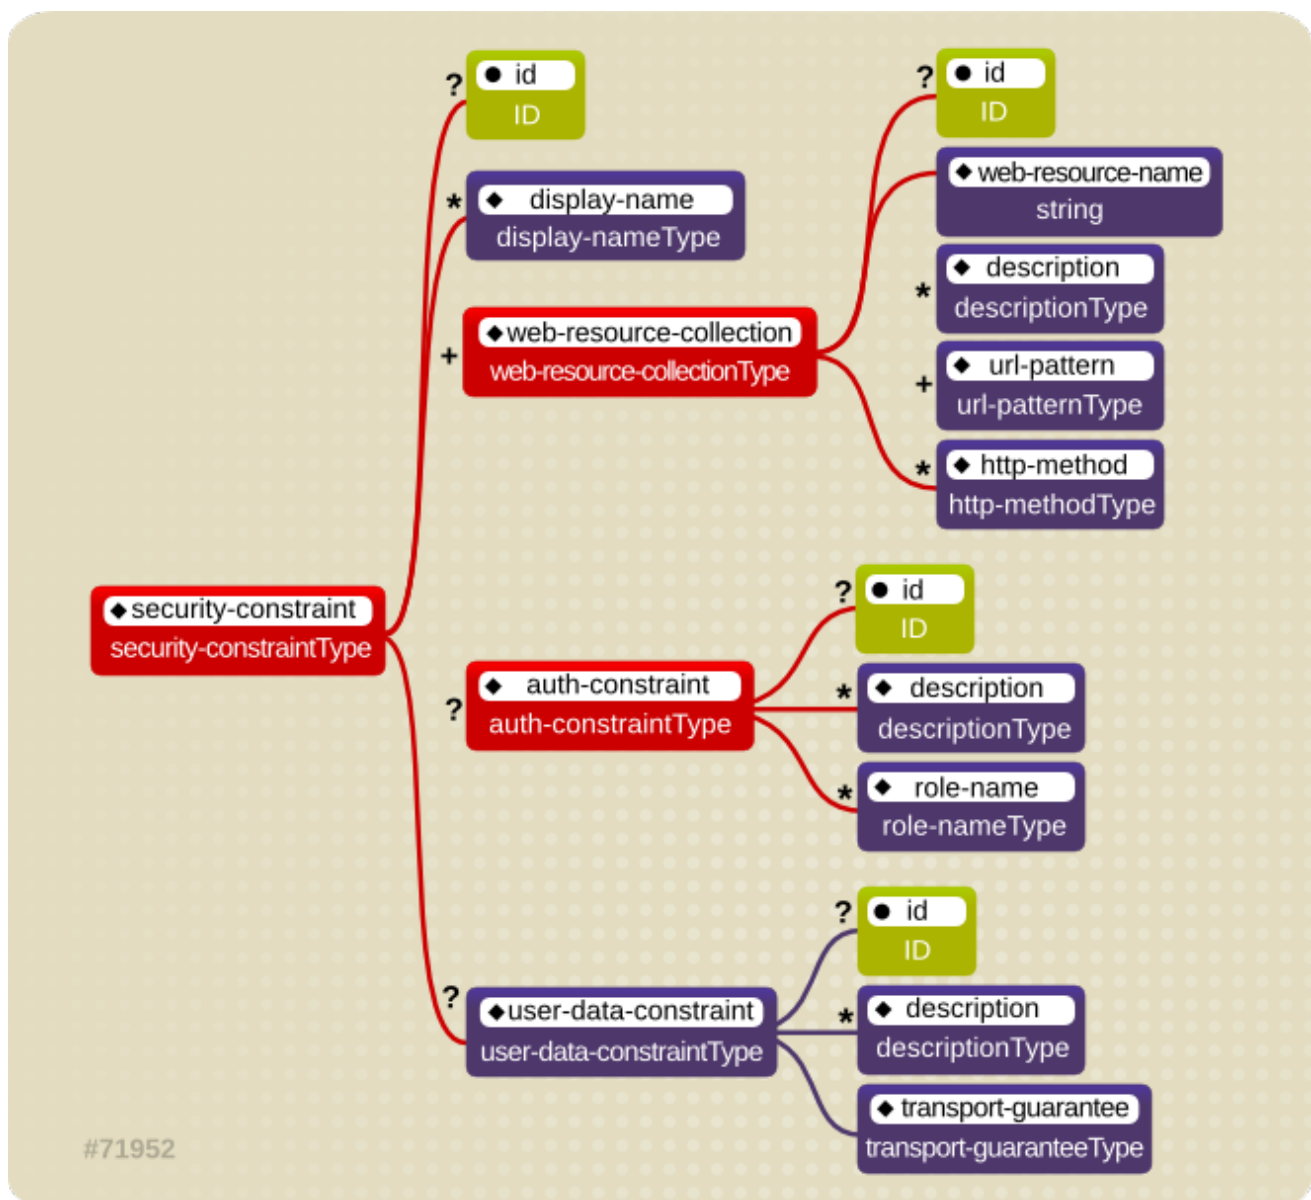 ? ● id
ID
* ◆ display-name
display-nameType
+ ◆ web-resource-collection
web-resource-collectionType
? ● id
ID
◆ web-resource-name
string
* ◆ description
descriptionType
+ ◆ url-pattern
url-patternType
* ◆ http-method
http-methodType
◆ security-constraint
security-constraintType
? ◆ auth-constraint
auth-constraintType
? ● id
ID
* ◆ description
descriptionType
* ◆ role-name
role-nameType
? ◆ user-data-constraint
user-data-constraintType
? ● id
ID
* ◆ description
descriptionType
◆ transport-guarantee
transport-guaranteeType
#71952